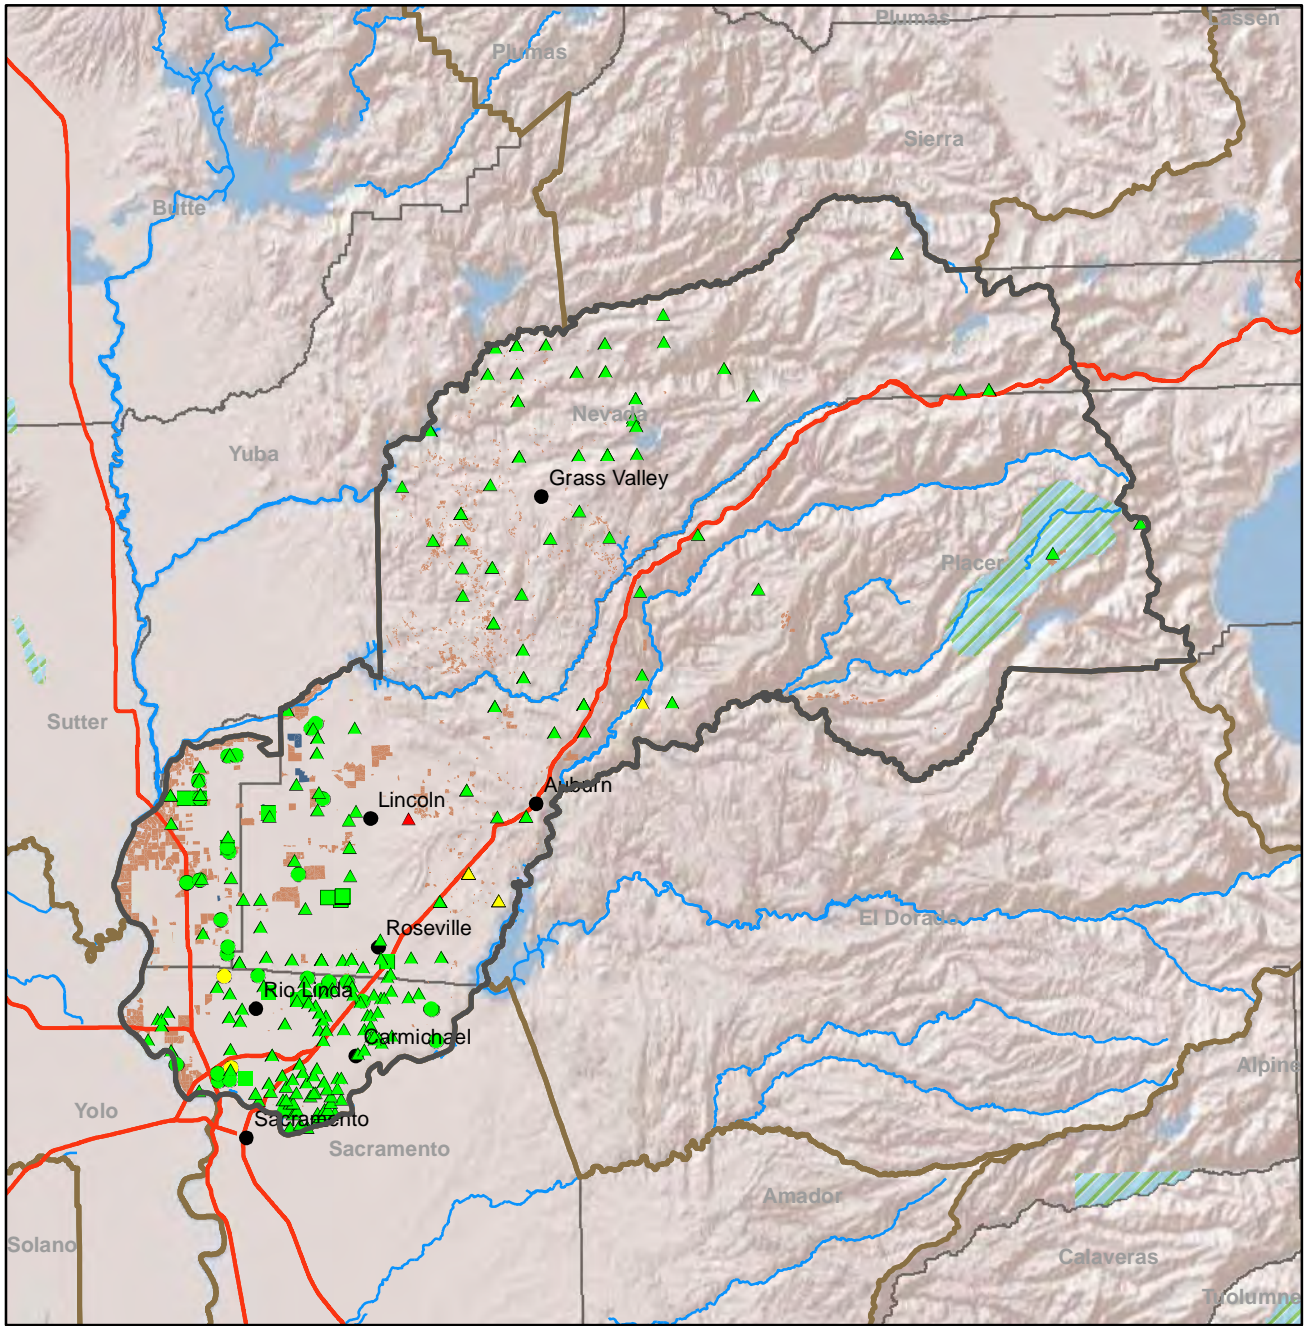 Plumas
Lassen
Plumas
Sierra
Butte
Nevada
Yuba
Grass Valley
Placer
Sutter
Auburn
Lincoln
El Dorado
Roseville
Rio Linda
Carmichael
Alpine
Yolo
Sacramento
Sacramento
Amador
Solano
Calaveras
Tuolumne